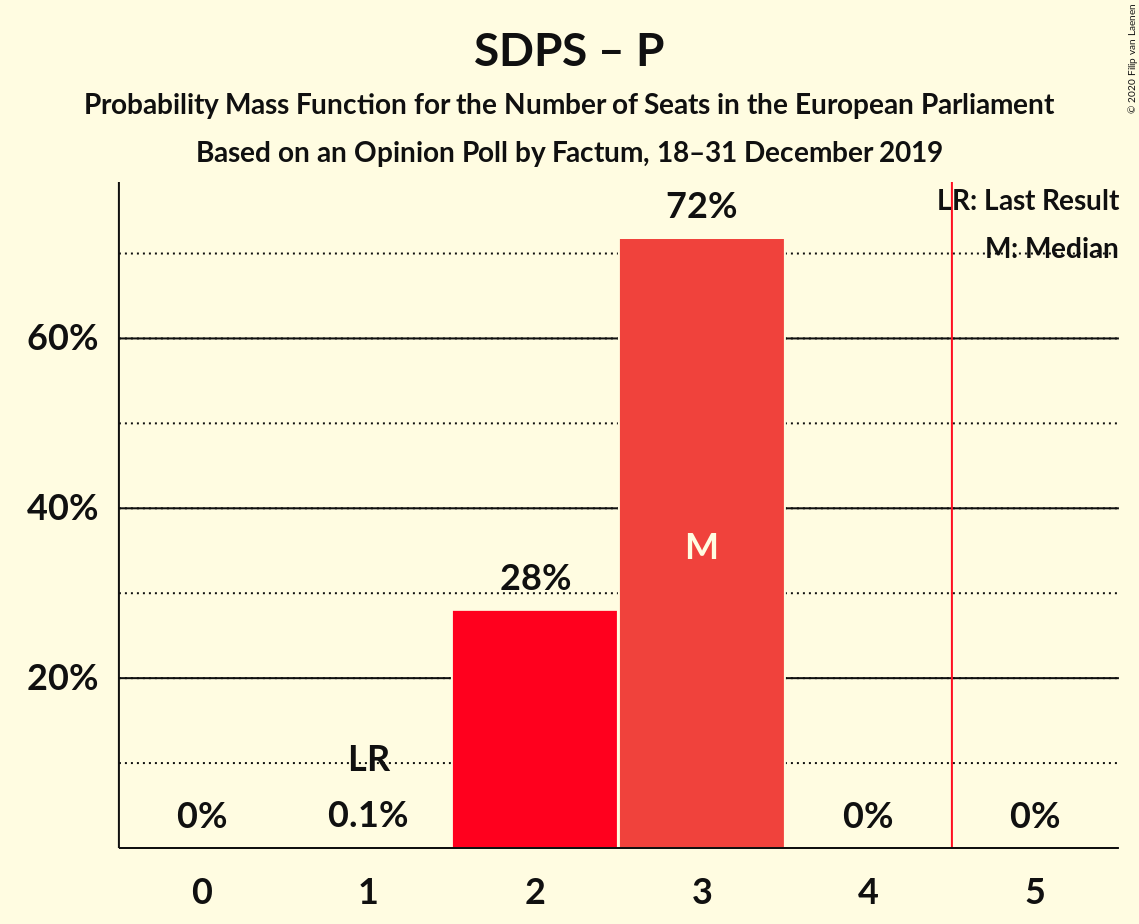 SDPS – P
Probability Mass Function for the Number of Seats in the European Parliament
Based on an Opinion Poll by Factum, 18–31 December 2019
© 2020 Filip van Laenen
LR: Last Result
M: Median
72%
60%
40%
M
28%
20%
LR
0%
0.1%
0%
0%
0
1
2
3
4
5